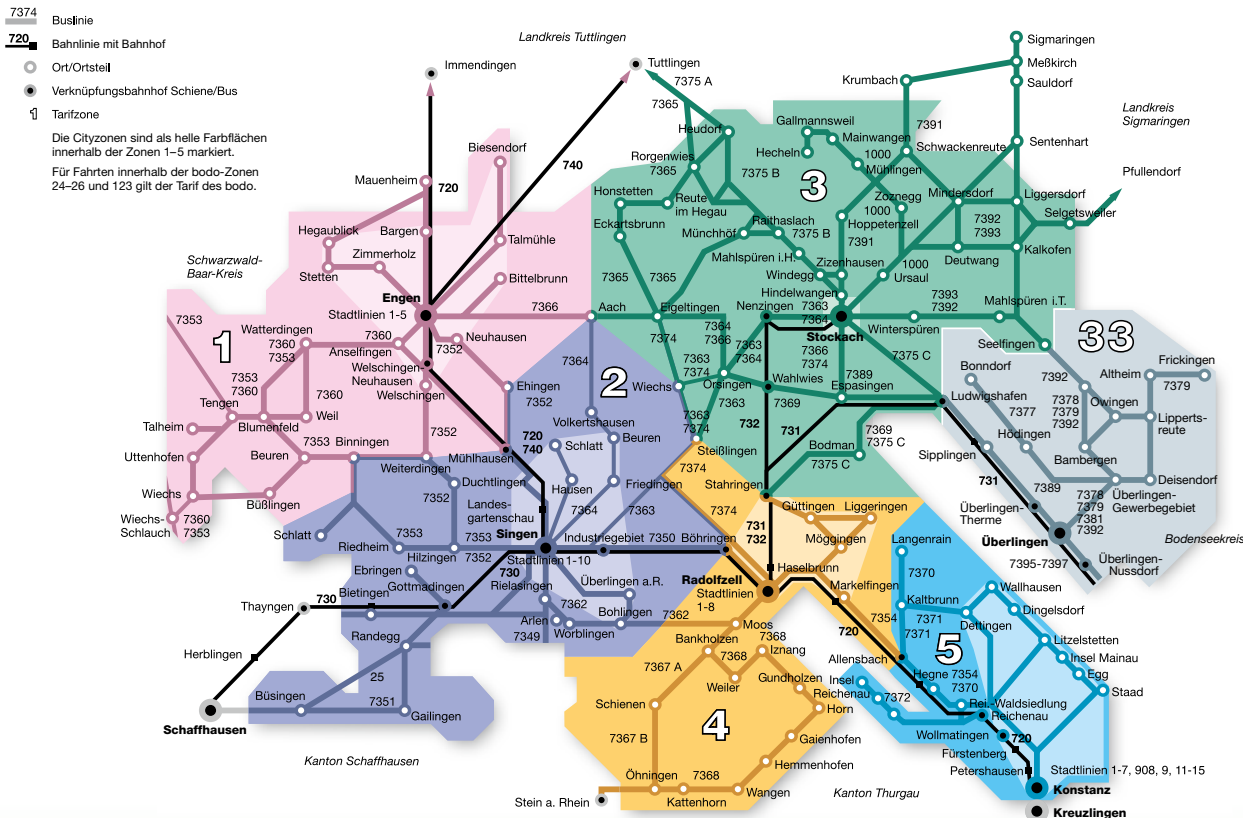 7374
Buslinie
720
Bahnlinie mit Bahnhof
Ort/Ortsteil
Verknüpfungsbahnhof Schiene/Bus
1
Tarifzone
Die Cityzonen sind als helle Farbflächen
innerhalb der Zonen 1–5 markiert.
Für Fahrten innerhalb der bodo-Zonen
24–26 und 123 gilt der Tarif des bodo.
Landkreis Tuttlingen
Immendingen
Tuttlingen
7375 A
7365
Sigmaringen
Meßkirch
Sauldorf
Krumbach
Landkreis
Sigmaringen
Gallmannsweil
Mainwangen
7391
Sentenhart
Heudorf
Hecheln
1000
Schwackenreute
Mühlingen
Pfullendorf
Biesendorf
740
Rorgenwies
7365
7375 B
3
Mauenheim
720
Honstetten
Reute
im Hegau
Zoznegg
1000
Mindersdorf
Liggersdorf
Selgetsweiler
Eckartsbrunn
Raithaslach
7375 B
Hoppetenzell
7392
7393
Hegaublick
Bargen
Talmühle
Münchhöf
7391
Zimmerholz
Mahlspüren i.H.
Zizenhausen
1000
Deutwang
Kalkofen
Schwarzwald-
Baar-Kreis
Stetten
Bittelbrunn
7365
7365
Windegg
Ursaul
Engen
Stadtlinien 1-5
7366
Aach
Eigeltingen
Hindelwangen
7363
7364
Nenzingen
7393
7392
Mahlspüren i.T.
Stockach
Winterspüren
7353
1
Watterdingen
7360
7353
7360
Anselfingen
7352
Neuhausen
7364
7374
7364
7366
7363
7364
7366
7374
7375 C
Seelfingen
33
Welschingen-
Neuhausen
Welschingen
2
7363
7374
7389
Bonndorf
Frickingen
Altheim
7379
7353
7360
7360
Ehingen
7352
Wiechs
Orsingen
Wahlwies
Espasingen
Ludwigshafen
7392
7378
7379
7392
Owingen
Tengen
Weil
Volkertshausen
7363
7369
7377
Lipperts-
reute
Talheim
Blumenfeld
7363
7374
732
731
7369
7375 C
Hödingen
7353
Binningen
7352
720
740
Schlatt
Beuren
Steißlingen
Bodman
Sipplingen
Bambergen
Uttenhofen
Beuren
Weiterdingen
Mühlhausen
7375 C
Duchtlingen
7374
Stahringen
7389
731
Deisendorf
Wiechs
Büßlingen
7352
Landes-
gartenschau
Hausen
Friedingen
7374
Güttingen
Liggeringen
7378
7379
7381
7392
Überlingen-
Gewerbegebiet
Wiechs-
Schlauch
7360
7353
7364
7363
731
732
Überlingen-
Therme
Schlatt
7353
7353
Singen
Industriegebiet
7350
Böhringen
Möggingen
Langenrain
Überlingen
Bodenseekreis
Riedheim
Hilzingen
7352
Stadtlinien 1-10
Haselbrunn
7395-7397
Überlingen-
Nussdorf
Ebringen
730
Überlingen a.R.
Radolfzell
Stadtlinien
1-8
Markelfingen
7370
Wallhausen
Gottmadingen
Rielasingen
Kaltbrunn
Thayngen
730
Bietingen
7362
Bohlingen
7362
7354
7371
7371
Dingelsdorf
Dettingen
Arlen
Worblingen
Moos
720
Randegg
7349
Bankholzen
7368
5
Litzelstetten
Herblingen
7367 A
7368
Iznang
Allensbach
Insel Mainau
25
Weiler
Gundholzen
Insel
Reichenau
Hegne
7354
7370
Egg
Büsingen
7351
Schienen
Horn
7372
Rei.-Waldsiedlung
Staad
Gailingen
4
Reichenau
Schaffhausen
7367 B
Gaienhofen
Wollmatingen
720
Kanton Schaffhausen
Fürstenberg
Öhningen
7368
Hemmenhofen
Petershausen
Stadtlinien 1-7, 908, 9, 11-15
Stein a. Rhein
Kattenhorn
Wangen
Kanton Thurgau
Konstanz
Kreuzlingen